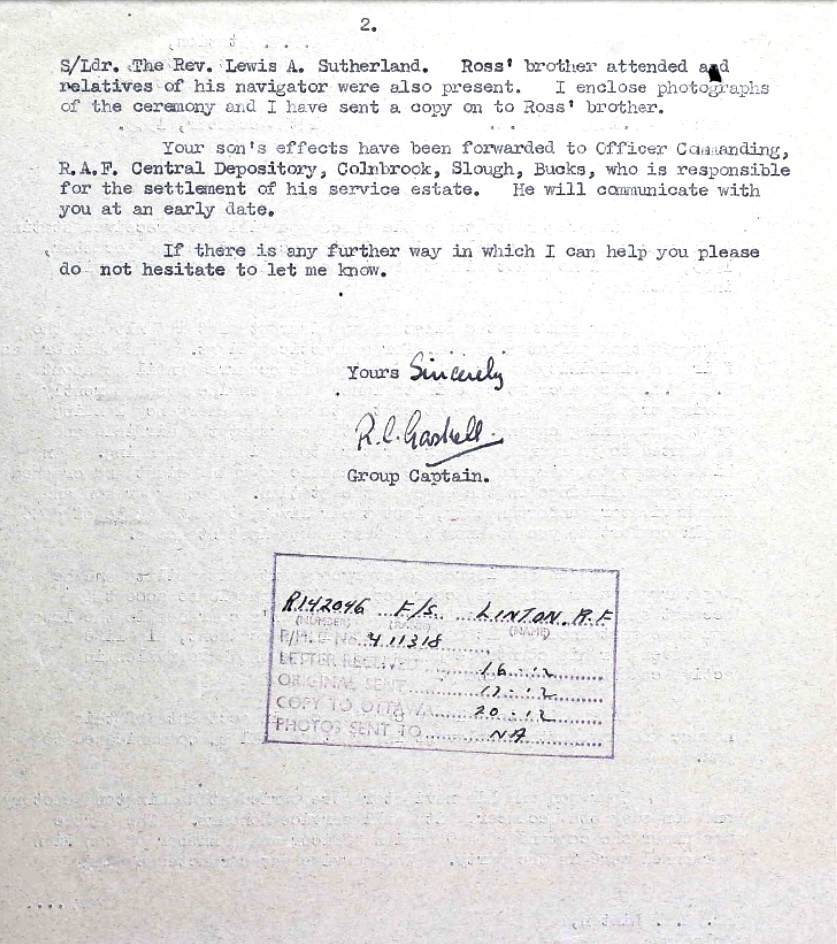 2.
S/Ldr. The Rev. Lewis A. Sutherland. Ross' brother attended and
relatives of his navigator were also present. I enclose photographs
of the ceremony and I have sent a copy on to Ross' brother.
Your son's effects have been forwarded to Officer Commanding,
R.A.F. Central Depository, Colnbrook, Slough, Bucks, who is responsible
for the settlement of his service estate. He will communicate with
you at an early date.
If there is any further way in which I can help you please
do not hesitate to let me know.
Yours Sincerely
R.C. Gaskell.
Group Captain.
R142046 F/S. LINTON. R.F
(NUMBER) (RANK) (NAME)
No. 411318
LETTER RECEIVED 16.12
ORIGINAL SENT 17.12
COPY TO OTTAWA 20.12
PHOTOS SENT TO NA